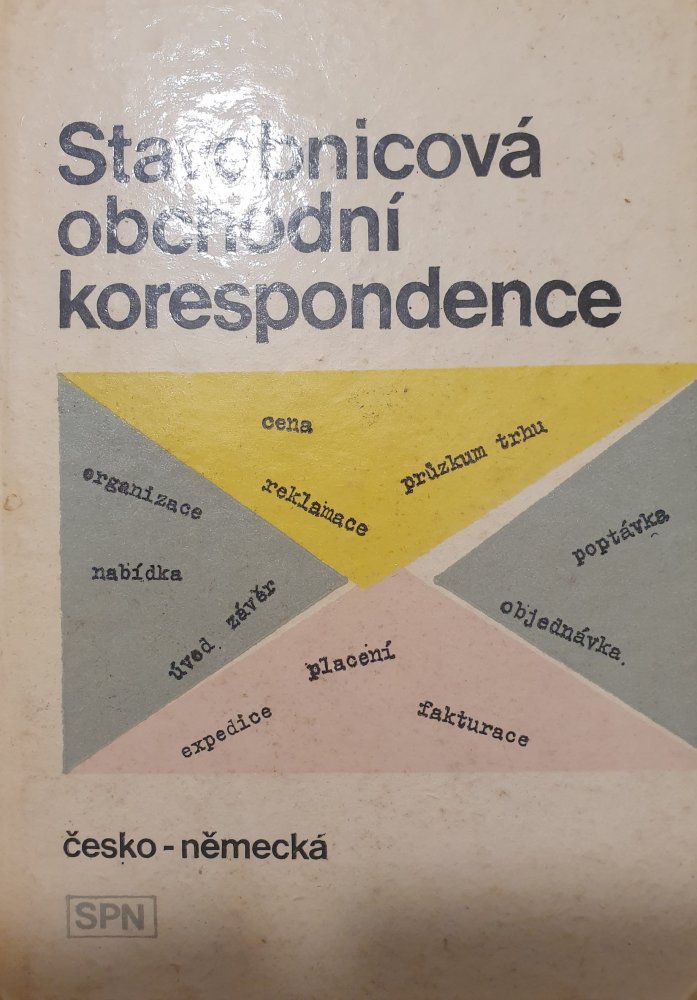 Stavebnicová
obchodní
korespondence
cena
průzkum trhu
reklamace
organizace
nabídka
úvod, závěr
poptávka
objednávka
placení
expedice
fakturace
česko-německá
SPN